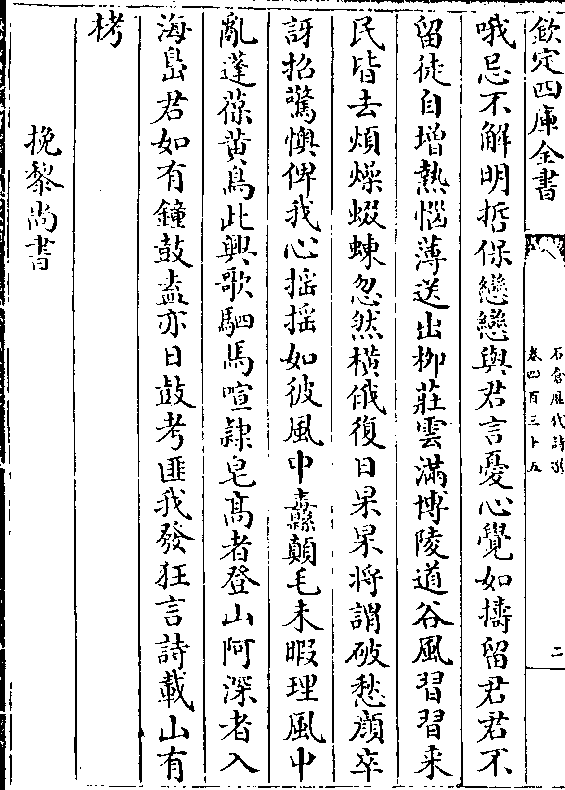 欽定四庫全書
石倉歷代詩選
卷四百三十五
二
哦忌不解明哲保戀戀與君言憂心覺如擣留君君不
留徒自增熱惱薄送出柳莊雲滿博陵道谷風習習來
民皆去煩燥蝃蝀忽然橫俄復日杲杲將謂破愁顔卒
訝招驚懊俾我心搖搖如彼風中纛顛毛未暇理風中
亂蓬葆黄鳥此興歌駟馬喧隷皂高者登山阿深者入
海島君如有鐘鼓盍亦日鼓考匪我發狂言詩載山有
栲
挽黎尚書